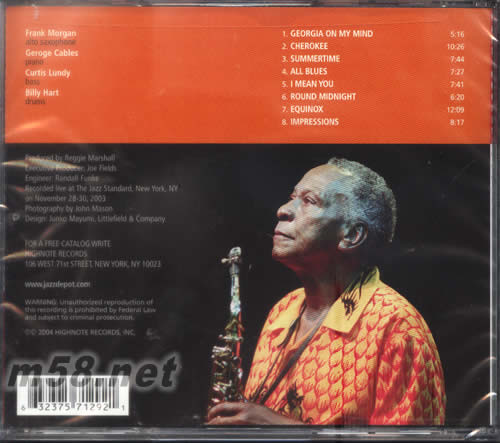 Frank Morgan
alto saxophone
Geroge Cables
piano
Curtis Lundy
bass
Billy Hart
drums
1. GEORGIA ON MY MIND 5:16
2. CHEROKEE 10:26
3. SUMMERTIME 7:44
4. ALL BLUES 7:27
5. I MEAN YOU 7:41
6. ROUND MIDNIGHT 6:20
7. EQUINOX 12:09
8. IMPRESSIONS 8:17
Produced by Reggie Marshall
Executive Producer: Joe Fields
Engineer: Randall Funke
Recorded live at The Jazz Standard, New York, NY
on November 28-30, 2003
Photography by John Mason
Design: Junko Mayumi, Littlefield & Company
FOR A FREE CATALOG WRITE
HIGHNOTE RECORDS
106 WEST 71st STREET, NEW YORK, NY 10023
www.jazzdepot.com
WARNING: Unauthorized reproduction of
this recording is prohibited by Federal Law
and subject to criminal prosecution.
℗© 2004 HIGHNOTE RECORDS, INC.
m58.net
6 32375 71292 1